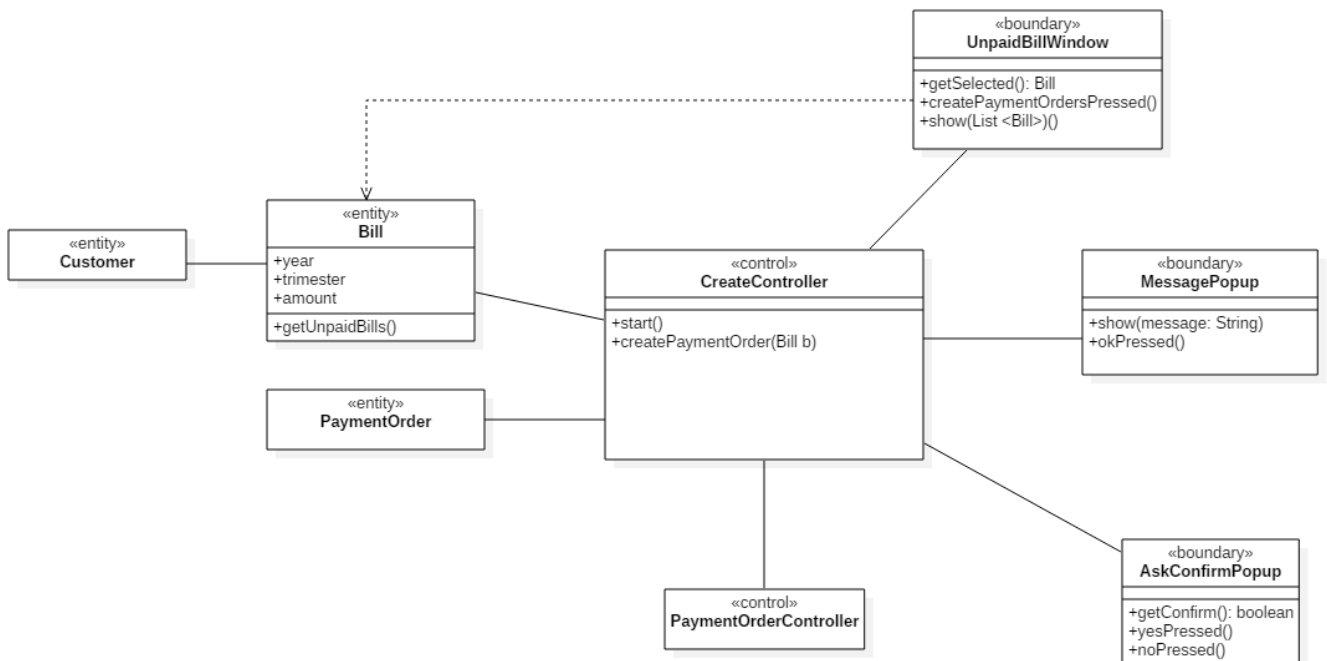 «boundary»
UnpaidBillWindow
+getSelected(): Bill
+createPaymentOrdersPressed()
+show(List <Bill>)()
«entity»
Customer
«entity»
Bill
+year
+trimester
+amount
+getUnpaidBills()
«control»
CreateController
+start()
+createPaymentOrder(Bill b)
«boundary»
MessagePopup
+show(message: String)
+okPressed()
«entity»
PaymentOrder
«control»
PaymentOrderController
«boundary»
AskConfirmPopup
+getConfirm(): boolean
+yesPressed()
+noPressed()